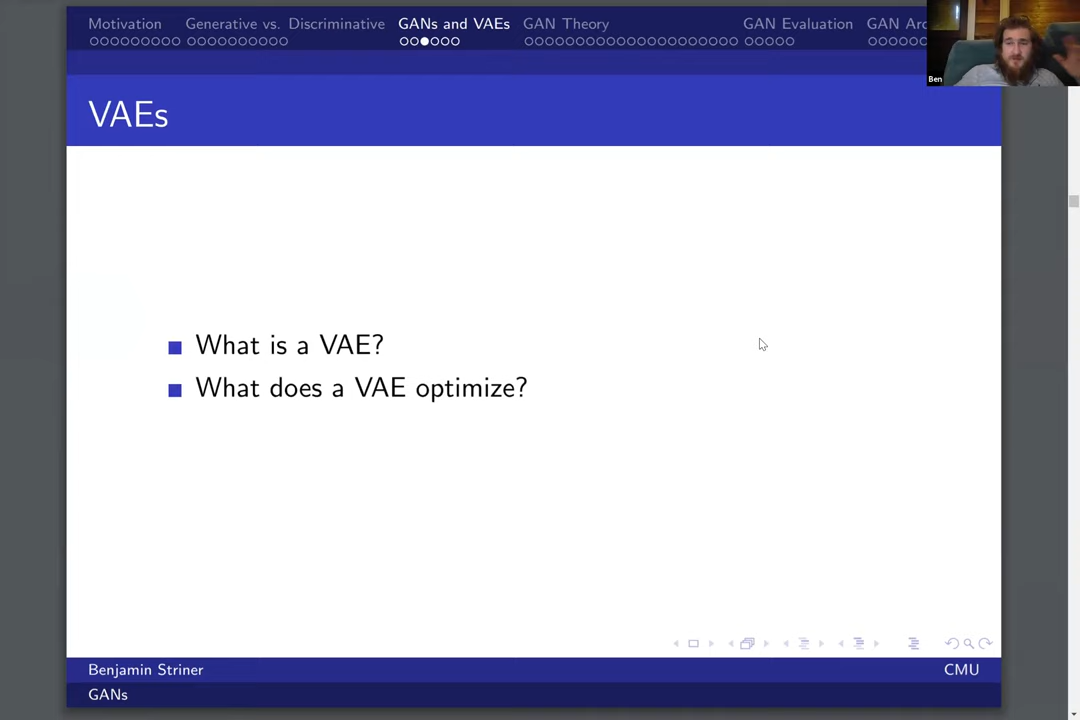 Motivation
Generative vs. Discriminative
GANs and VAEs
GAN Theory
GAN Evaluation
GAN
Ben
VAEs
What is a VAE?
What does a VAE optimize?
Benjamin Striner
CMU
GANs